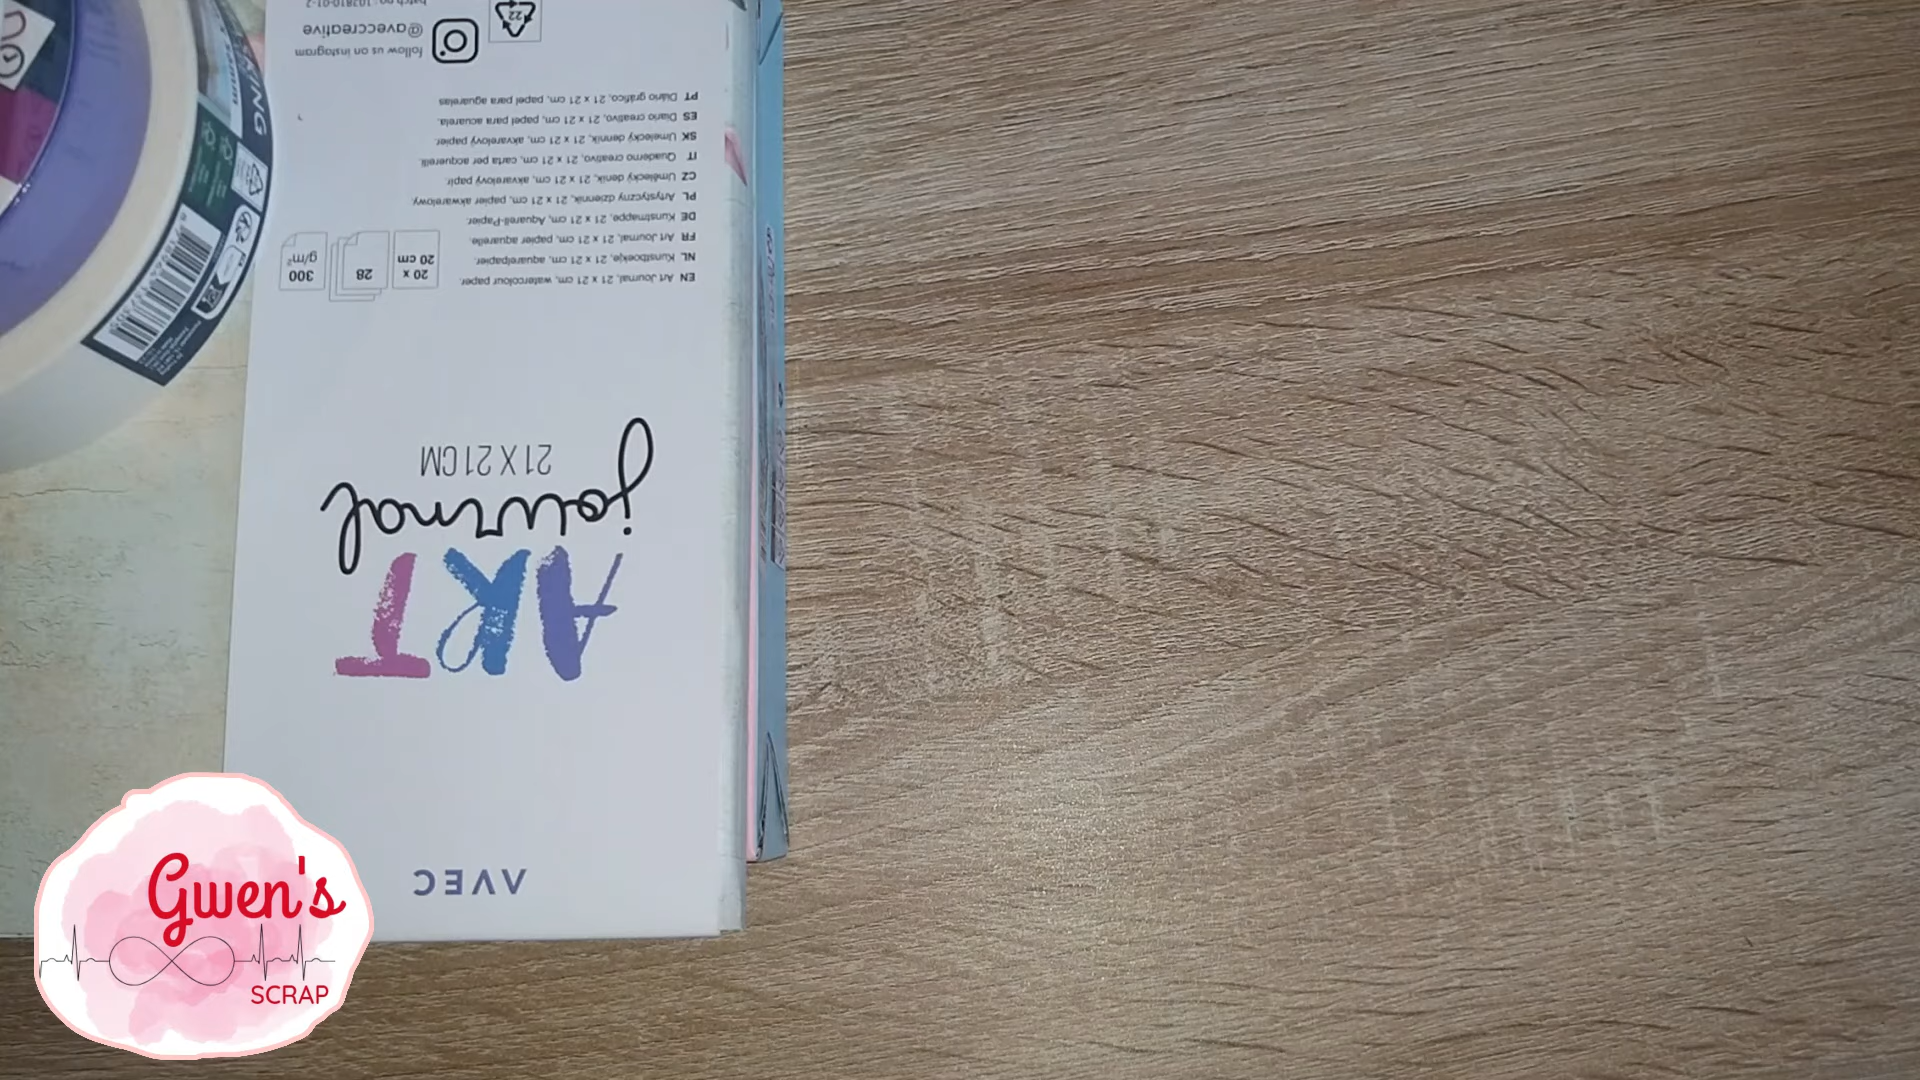 AVEC
ART
journal
21 X 21CM
EN Art Journal, 21 x 21 cm, watercolour paper.
NL Kunstboekje, 21 x 21 cm, aquarelpapier.
FR Art Journal, 21 x 21 cm, papier aquarelle.
DE Kunstmappe, 21 x 21 cm, Aquarell-Papier.
PL Artystyczny dziennik, 21 x 21 cm, papier akwarelowy.
CZ Umělecký deník, 21 x 21 cm, akvarelový papír.
IT Quaderno creativo, 21 x 21 cm, carta per acquerelli.
SK Umelecký denník, 21 x 21 cm, akvarelový papier.
ES Diario creativo, 21 x 21 cm, papel para acuarela.
PT Diário gráfico, 21 x 21 cm, papel para aguarelas
20 x
20 cm
28
300
g/m²
follow us on instagram
@aveccreative
22
KING
Gwen's
SCRAP